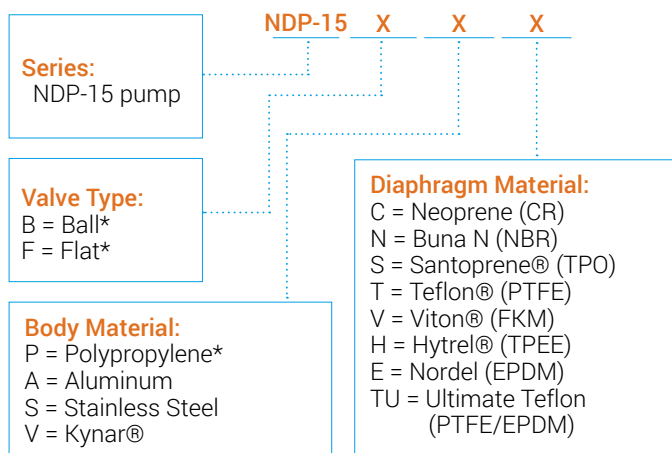 NDP-15 X X X
Series:
NDP-15 pump
Valve Type:
B = Ball*
F = Flat*
Body Material:
P = Polypropylene*
A = Aluminum
S = Stainless Steel
V = Kynar®
Diaphragm Material:
C = Neoprene (CR)
N = Buna N (NBR)
S = Santoprene® (TPO)
T = Teflon® (PTFE)
V = Viton® (FKM)
H = Hytrel® (TPEE)
E = Nordel (EPDM)
TU = Ultimate Teflon
(PTFE/EPDM)